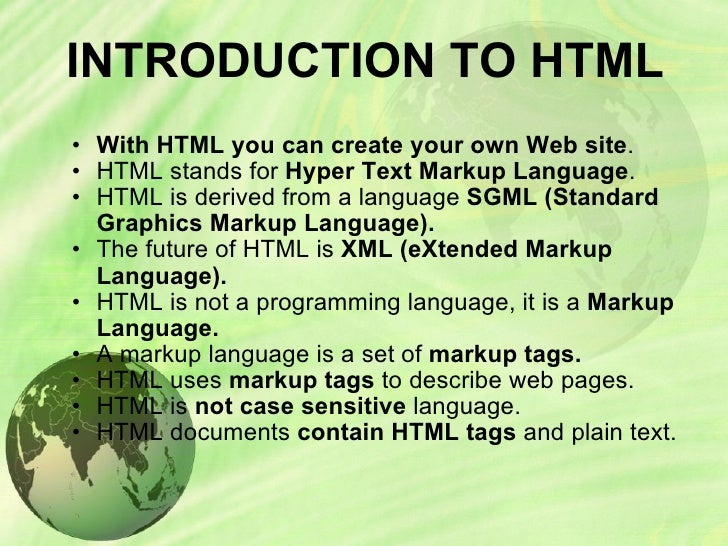 INTRODUCTION TO HTML
• With HTML you can create your own Web site.
• HTML stands for Hyper Text Markup Language.
• HTML is derived from a language SGML (Standard
Graphics Markup Language).
• The future of HTML is XML (eXtended Markup
Language).
• HTML is not a programming language, it is a Markup
Language.
• A markup language is a set of markup tags.
• HTML uses markup tags to describe web pages.
• HTML is not case sensitive language.
• HTML documents contain HTML tags and plain text.